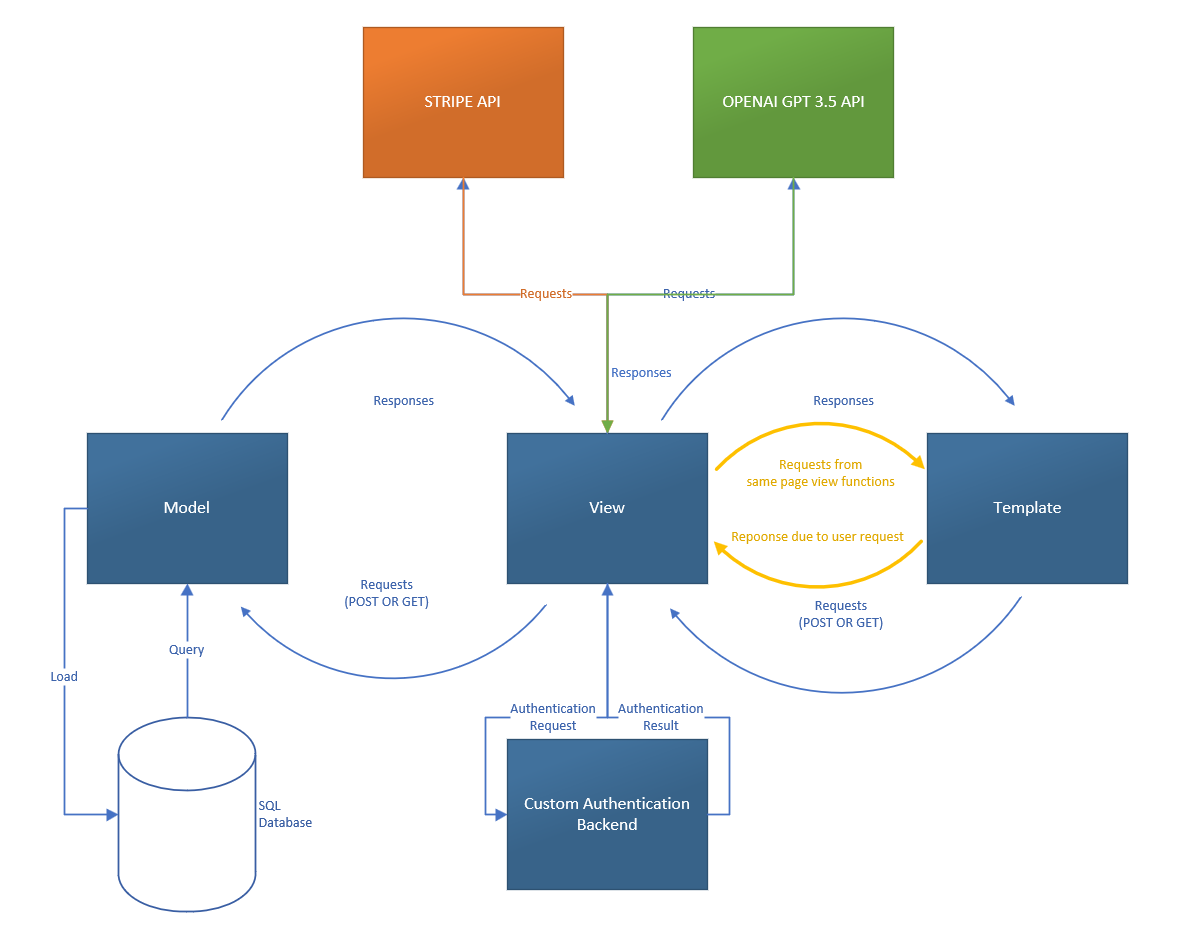 STRIPE API
OPENAI GPT 3.5 API
Requests
Requests
Responses
Responses
Responses
Requests from
same page view functions
Model
View
Template
Repoonse due to user request
Requests
(POST OR GET)
Requests
(POST OR GET)
Query
Load
Authentication
Request
Authentication
Result
SQL
Database
Custom Authentication
Backend